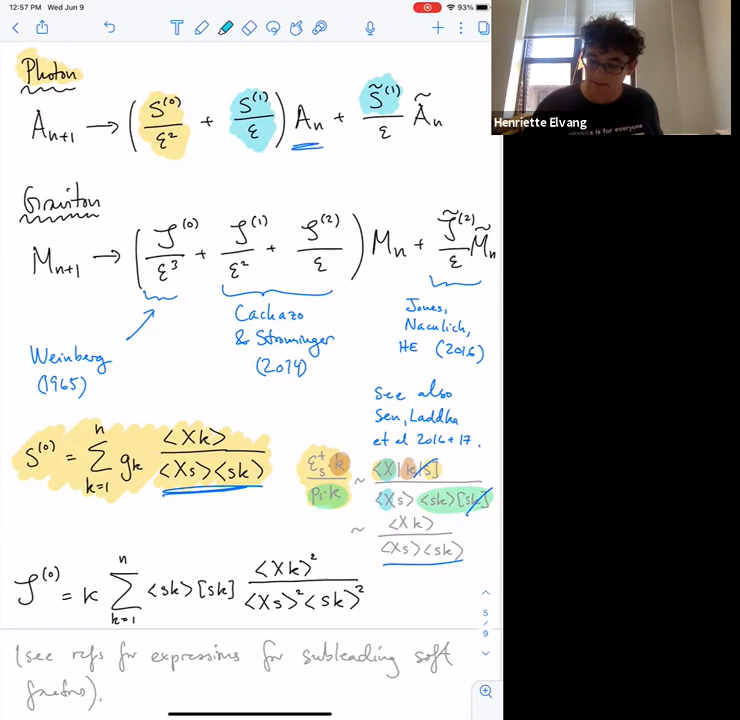 12:57 PM Wed Jun 9
93%
Henriette Elvang
physics is for everyone
Photon
A_{n+1} → ( S^{(0)}/ε² + S^{(1)}/ε ) A_n + S̃^{(1)}/ε Ã_n
Graviton
M_{n+1} → ( 𝒮^{(0)}/ε³ + 𝒮^{(1)}/ε² + 𝒮^{(2)}/ε ) M_n + 𝒮̃^{(2)}/ε M̃_n
Weinberg
(1965)
Cachazo
& Strominger
(2014)
Jones,
Naculich,
HE (2016)
See also
Sen, Laddha
et al 2016+17.
S^{(0)} = Σ_{k=1}^{n} g_k <Xk>/(<Xs><sk>)
ε_s^+·k/(p_s·k) ~ <X|k|s]/(<Xs><sk>[sk])
~ <Xk>/(<Xs><sk>)
𝒮^{(0)} = κ Σ_{k=1}^{n} <sk>[sk] <Xk>²/(<Xs>²<sk>²)
(see refs for expressions for subleading soft
factors).
5
/
9